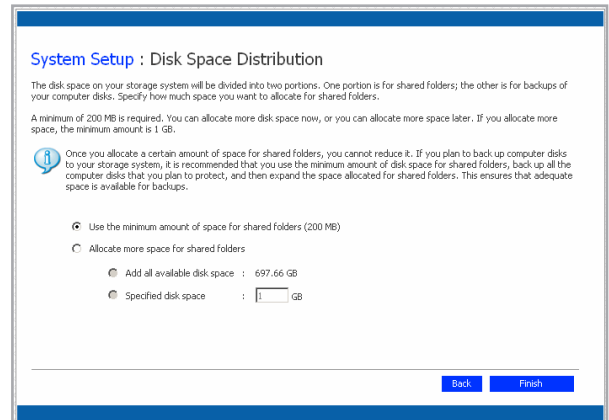 System Setup : Disk Space Distribution
The disk space on your storage system will be divided into two portions. One portion is for shared folders; the other is for backups of
your computer disks. Specify how much space you want to allocate for shared folders.
A minimum of 200 MB is required. You can allocate more disk space now, or you can allocate more space later. If you allocate more
space, the minimum amount is 1 GB.
Once you allocate a certain amount of space for shared folders, you cannot reduce it. If you plan to back up computer disks
to your storage system, it is recommended that you use the minimum amount of disk space for shared folders, back up all the
computer disks that you plan to protect, and then expand the space allocated for shared folders. This ensures that adequate
space is available for backups.
Use the minimum amount of space for shared folders (200 MB)
Allocate more space for shared folders
Add all available disk space : 697.66 GB
Specified disk space : 1 GB
Back Finish